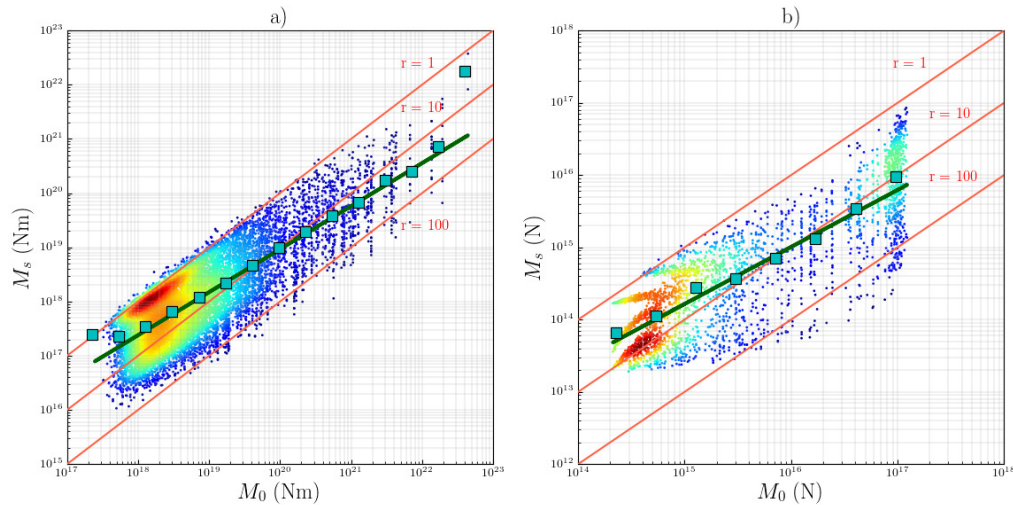 a)
10^23
10^22
10^21
10^20
10^19
10^18
10^17
10^16
10^15
M_s (Nm)
r = 1
r = 10
r = 100
10^17 10^18 10^19 10^20 10^21 10^22 10^23
M_0 (Nm)
b)
10^18
10^17
10^16
10^15
10^14
10^13
10^12
M_s (N)
r = 1
r = 10
r = 100
10^14 10^15 10^16 10^17 10^18
M_0 (N)